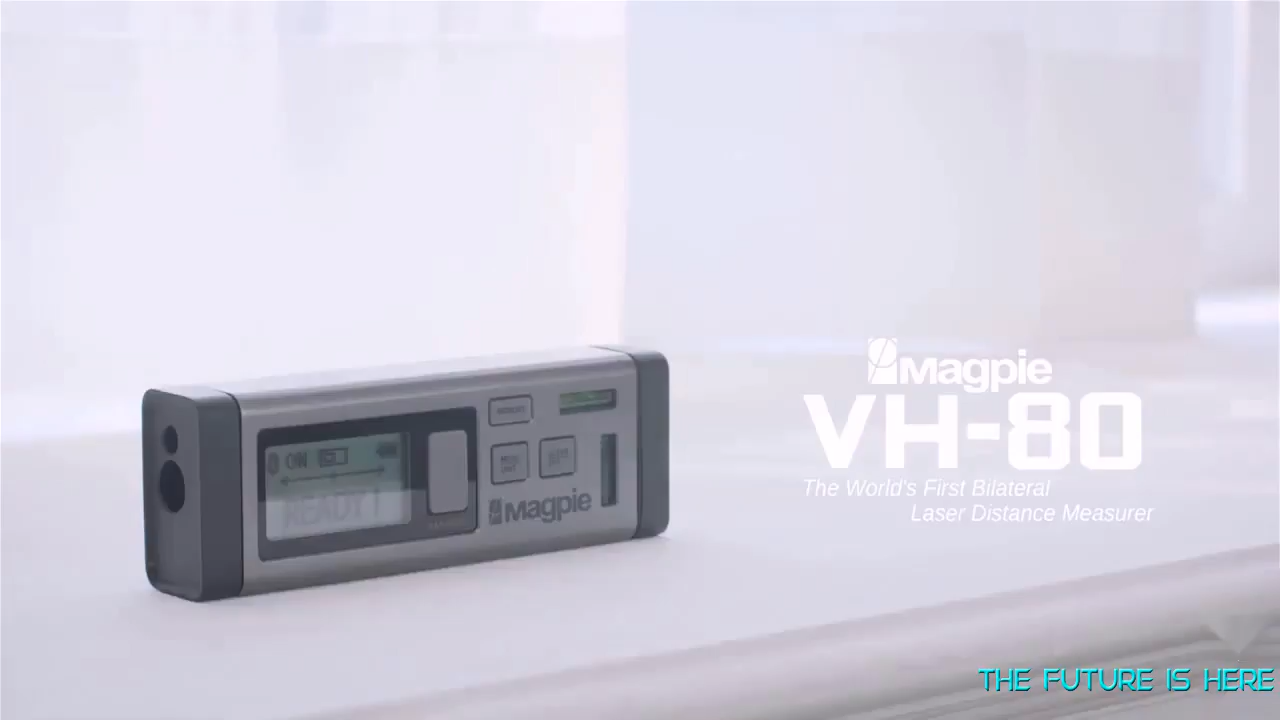 ON
READY !
Magpie
Magpie
VH-80
The World's First Bilateral
Laser Distance Measurer
THE FUTURE IS HERE